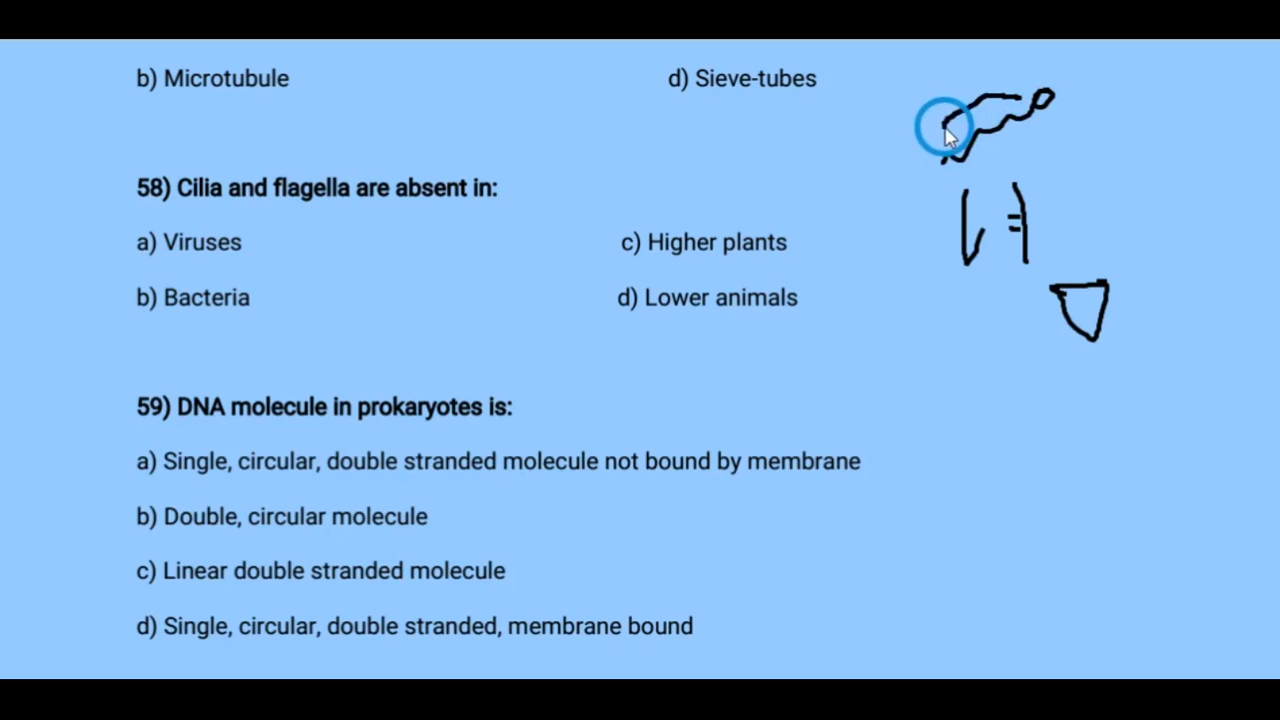 b) Microtubule d) Sieve-tubes
58) Cilia and flagella are absent in:
a) Viruses c) Higher plants
b) Bacteria d) Lower animals
59) DNA molecule in prokaryotes is:
a) Single, circular, double stranded molecule not bound by membrane
b) Double, circular molecule
c) Linear double stranded molecule
d) Single, circular, double stranded, membrane bound